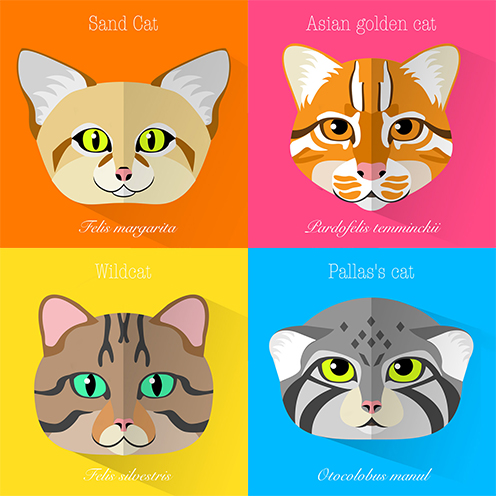 Sand Cat
Asian golden cat
Felis margarita
Pardofelis temminckii
Wildcat
Pallas's cat
Felis silvestris
Otocolobus manul